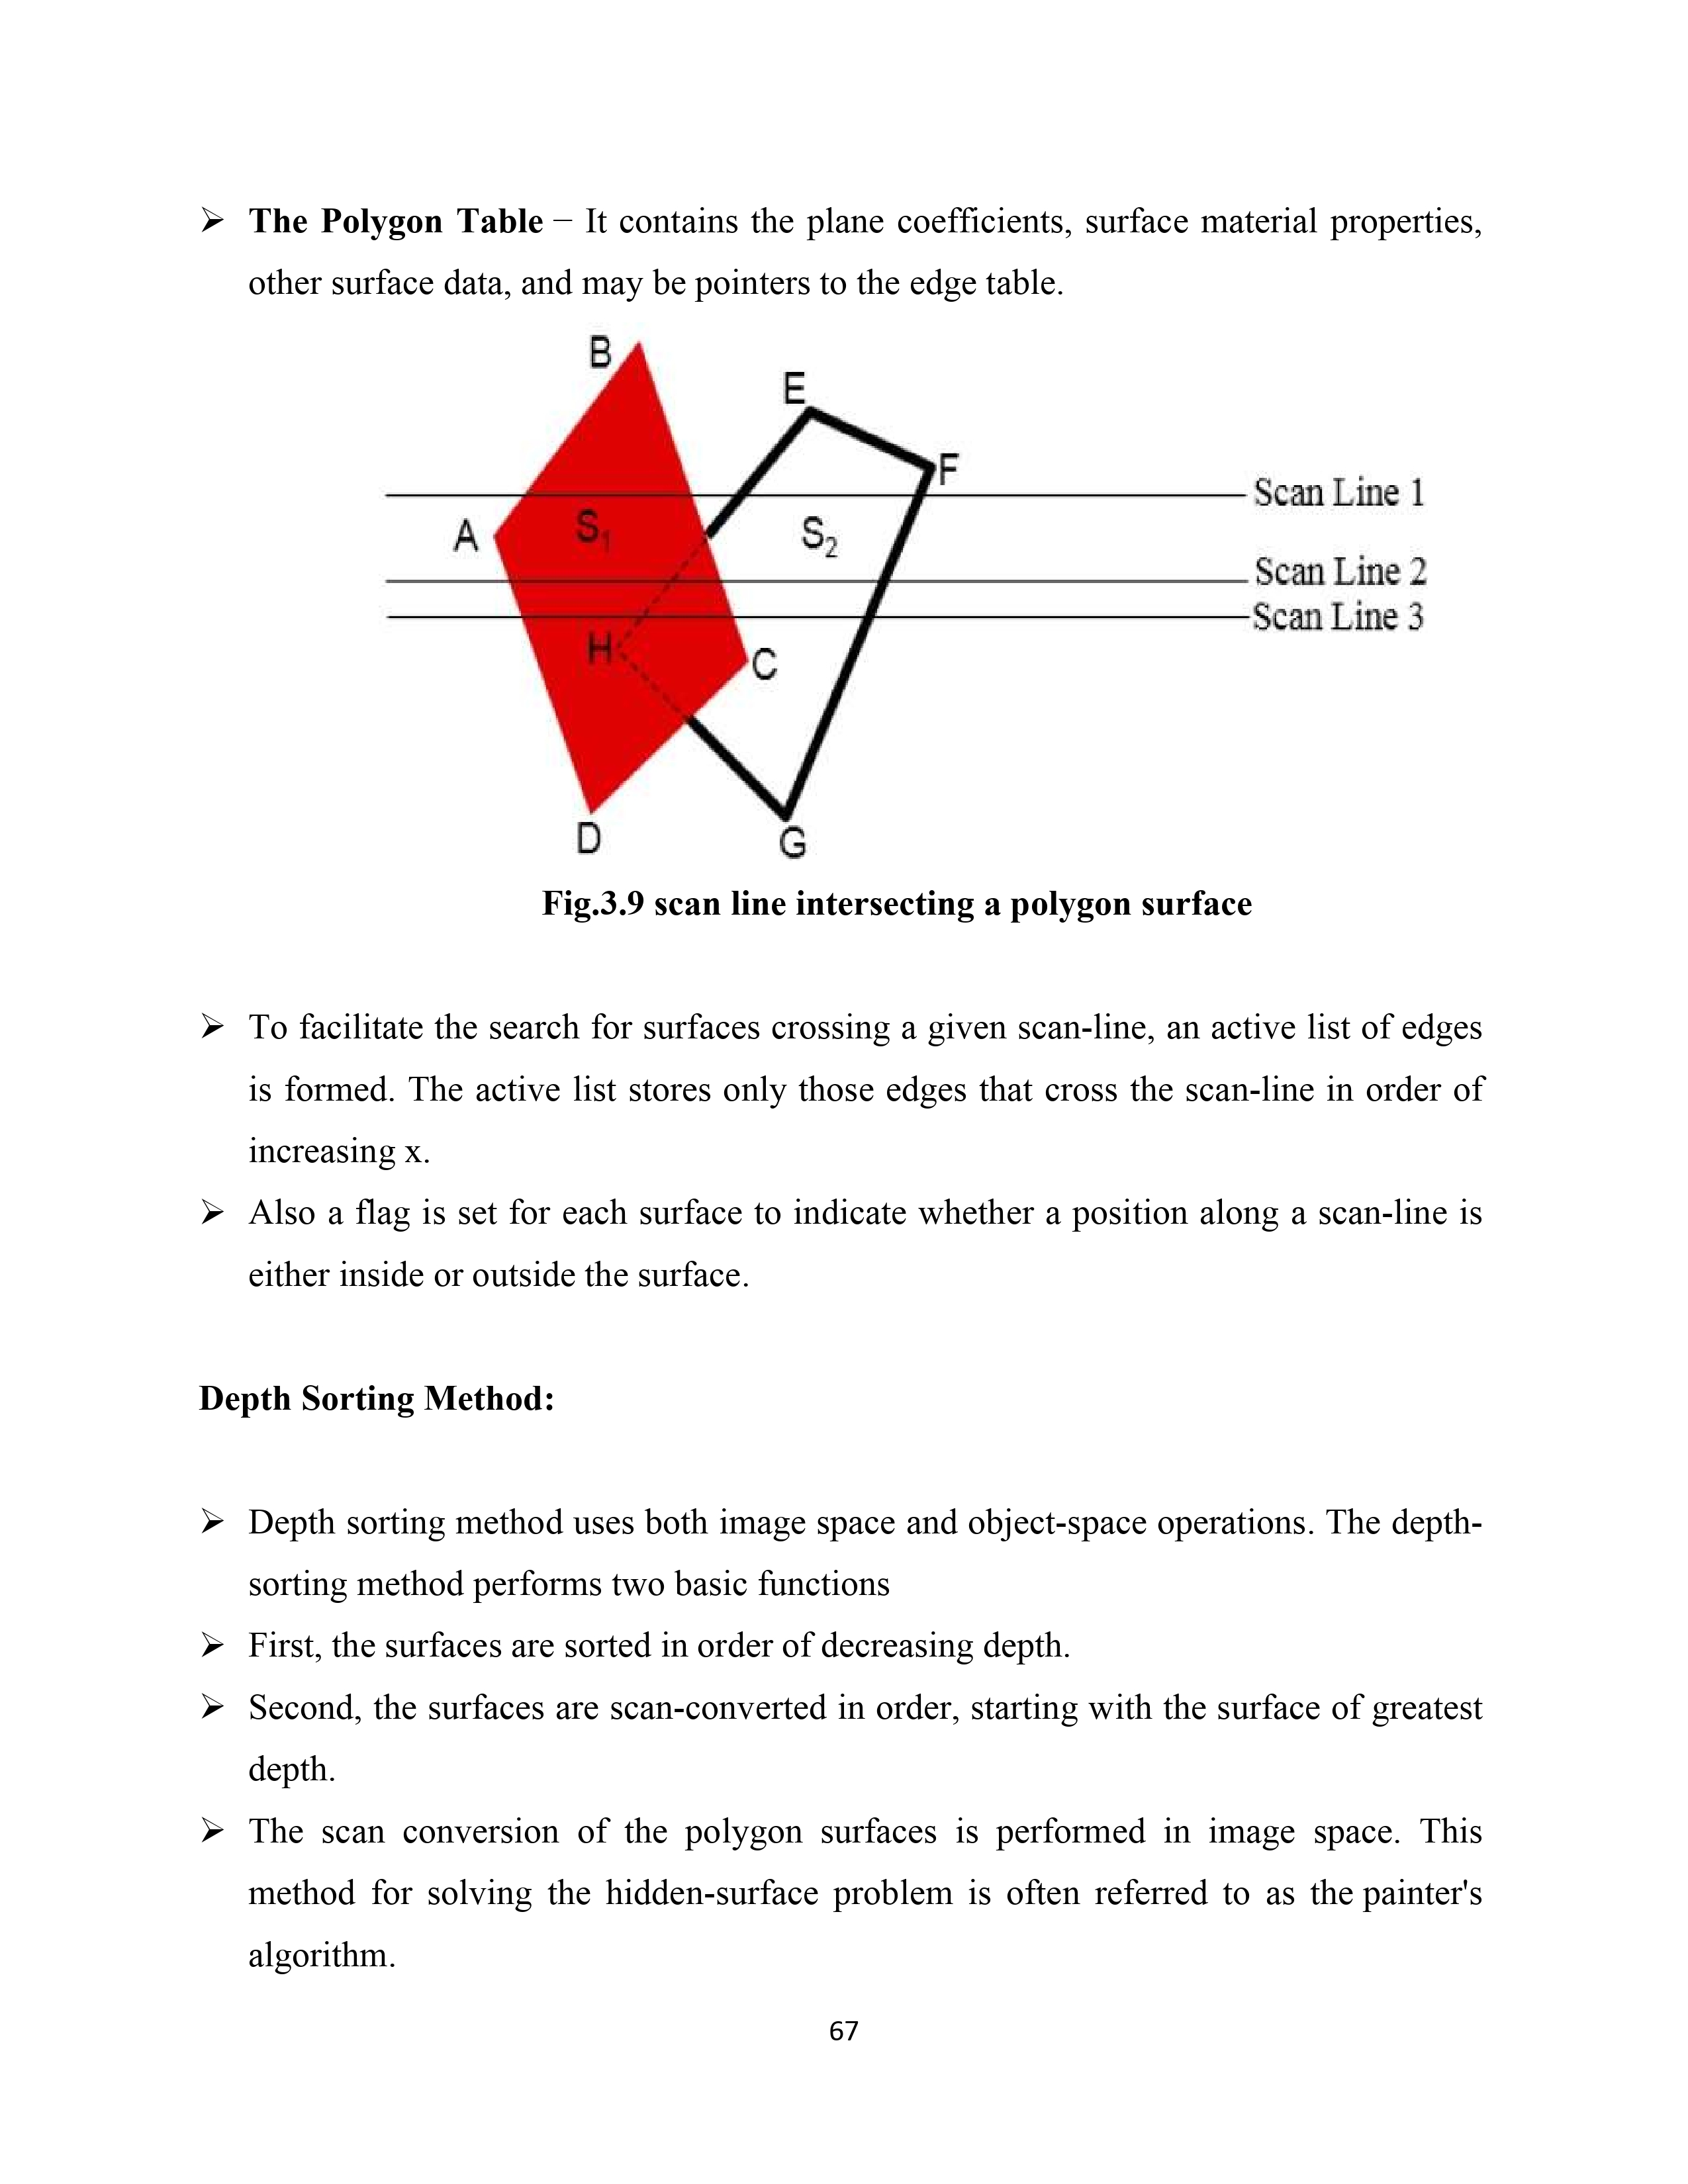 ➢ The Polygon Table − It contains the plane coefficients, surface material properties,
other surface data, and may be pointers to the edge table.
B
E
F
Scan Line 1
A
S₁
S₂
Scan Line 2
Scan Line 3
H
C
D
G
Fig.3.9 scan line intersecting a polygon surface
➢ To facilitate the search for surfaces crossing a given scan-line, an active list of edges
is formed. The active list stores only those edges that cross the scan-line in order of
increasing x.
➢ Also a flag is set for each surface to indicate whether a position along a scan-line is
either inside or outside the surface.
Depth Sorting Method:
➢ Depth sorting method uses both image space and object-space operations. The depth-
sorting method performs two basic functions
➢ First, the surfaces are sorted in order of decreasing depth.
➢ Second, the surfaces are scan-converted in order, starting with the surface of greatest
depth.
➢ The scan conversion of the polygon surfaces is performed in image space. This
method for solving the hidden-surface problem is often referred to as the painter's
algorithm.
67